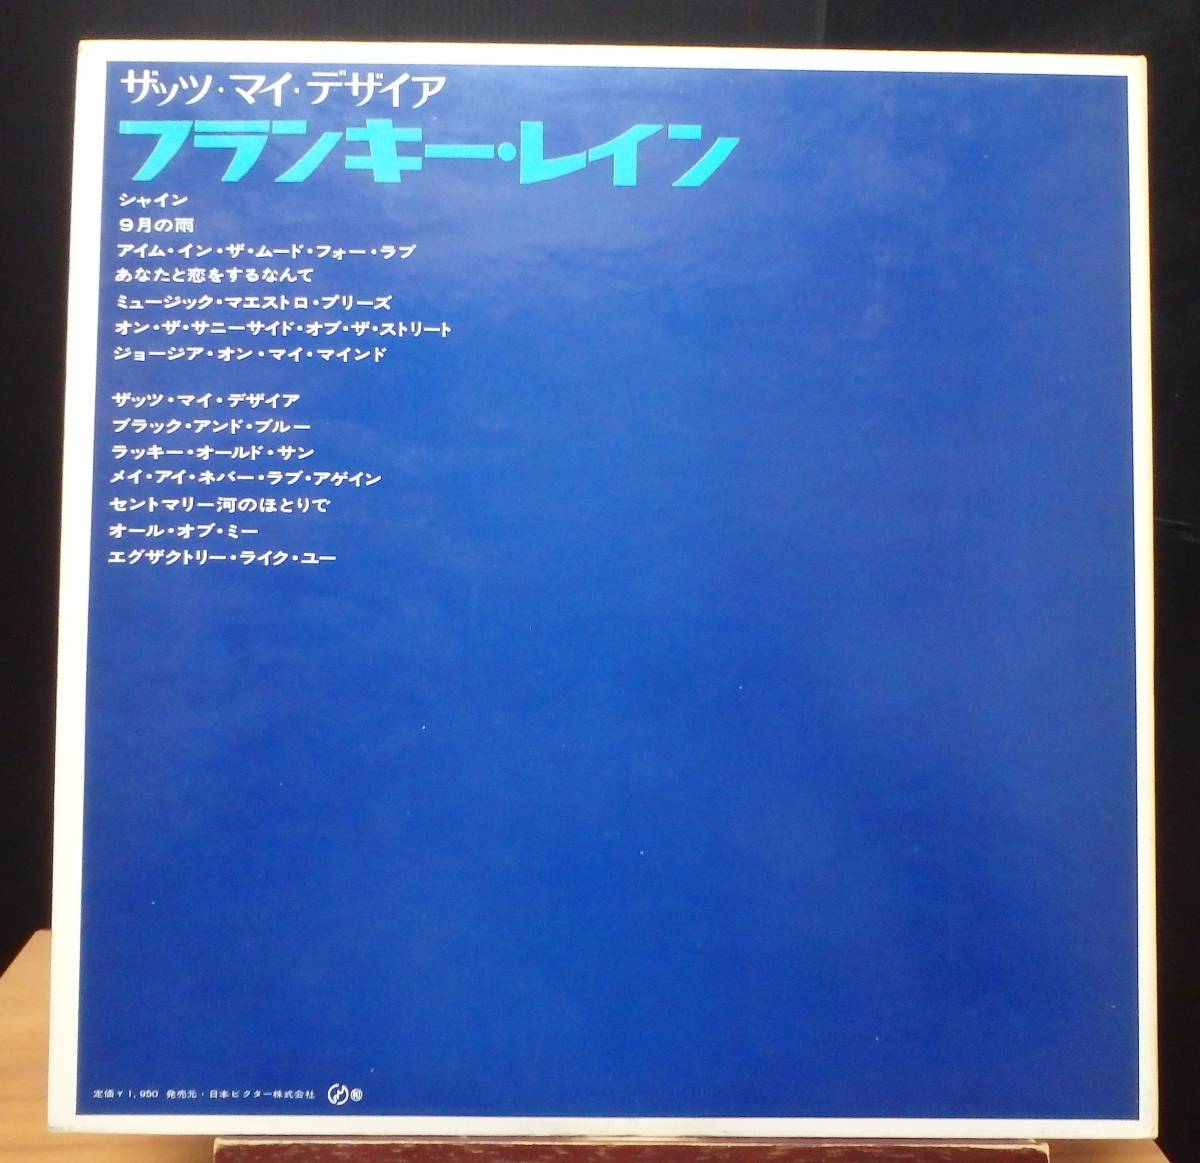 ザッツ・マイ・デザイア
フランキー・レイン
シャイン
9月の雨
アイム・イン・ザ・ムード・フォー・ラブ
あなたと恋をするなんて
ミュージック・マエストロ・プリーズ
オン・ザ・サニーサイド・オブ・ザ・ストリート
ジョージア・オン・マイ・マインド
ザッツ・マイ・デザイア
ブラック・アンド・ブルー
ラッキー・オールド・サン
メイ・アイ・ネバー・ラブ・アゲイン
セントマリー河のほとりで
オール・オブ・ミー
エグザクトリー・ライク・ユー
定価¥1,950 発売元・日本ビクター株式会社